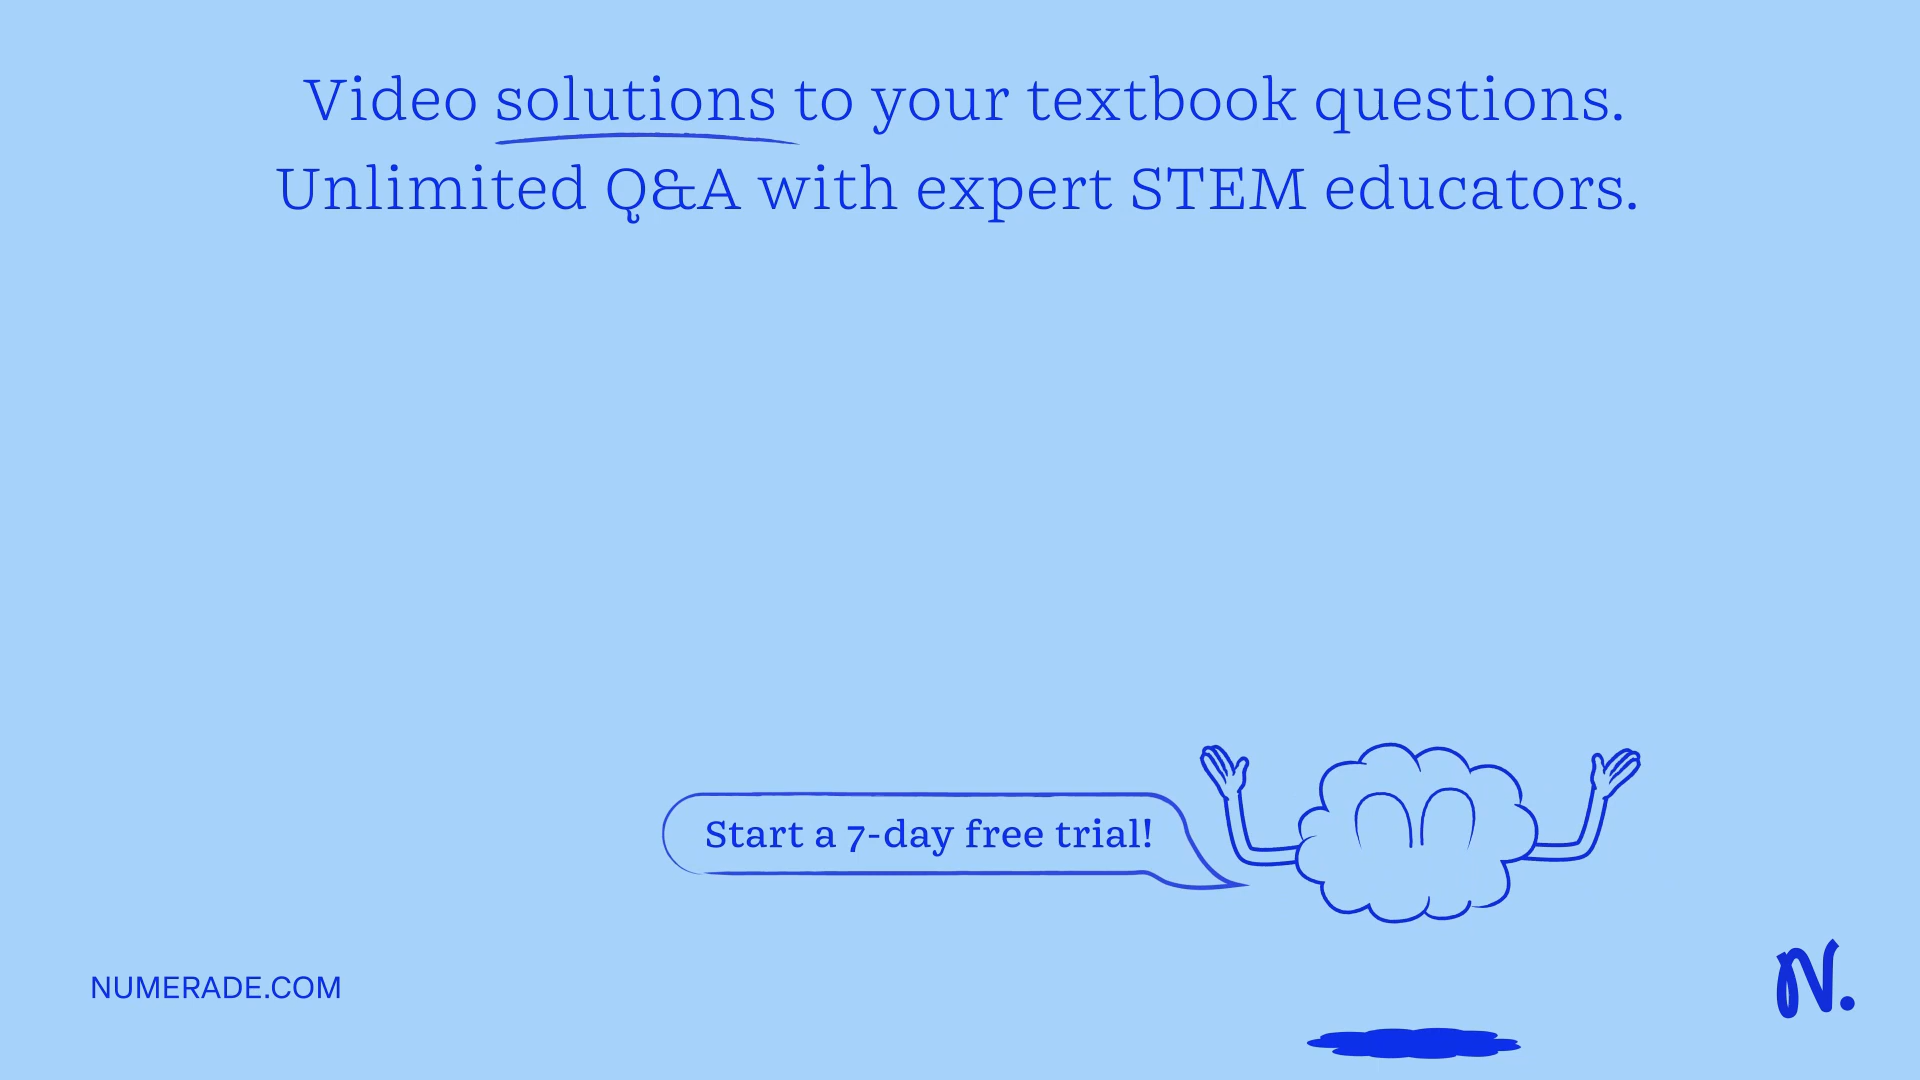 Video solutions to your textbook questions.
Unlimited Q&A with expert STEM educators.
Start a 7-day free trial!
NUMERADE.COM
N.